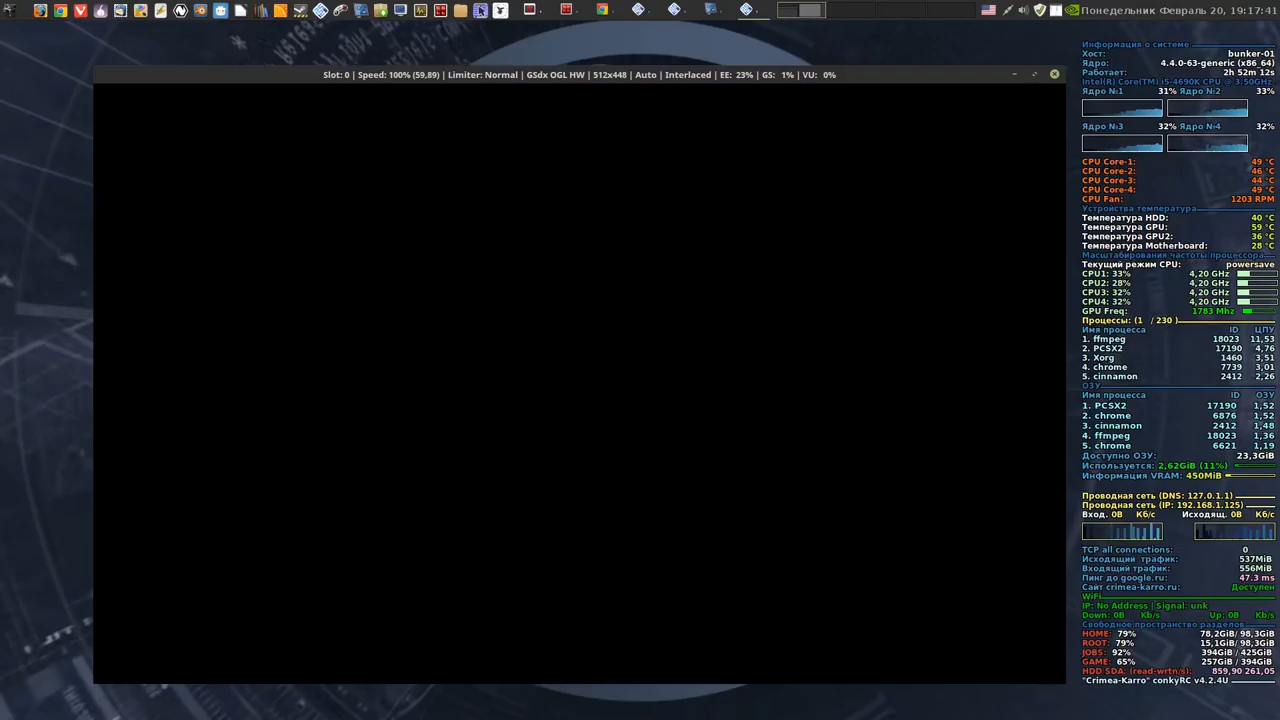 Понедельник Февраль 20, 19:17:41
Slot: 0 | Speed: 100% (59,89) | Limiter: Normal | GSdx OGL HW | 512x448 | Auto | Interlaced | EE: 23% | GS: 1% | VU: 0%
Информация о системе
Хост: bunker-01
Ядро: 4.4.0-63-generic (x86_64)
Работает: 2h 52m 12s
Intel(R) Core(TM) i5-4690K CPU @ 3.50GHz
Ядро №1 31% Ядро №2 33%
Ядро №3 32% Ядро №4 32%
CPU Core-1: 49 °C
CPU Core-2: 46 °C
CPU Core-3: 44 °C
CPU Core-4: 49 °C
CPU Fan: 1203 RPM
Устройства температура
Температура HDD: 40 °C
Температура GPU: 59 °C
Температура GPU2: 36 °C
Температура Motherboard: 28 °C
Масштабирования частоты процессора
Текущий режим CPU: powersave
CPU1: 33% 4,20 GHz
CPU2: 28% 4,20 GHz
CPU3: 32% 4,20 GHz
CPU4: 32% 4,20 GHz
GPU Freq: 1783 Mhz
Процессы: (1 / 230 )
Имя процесса ID ЦПУ
1. ffmpeg 18023 11,53
2. PCSX2 17190 4,76
3. Xorg 1460 3,51
4. chrome 7739 3,01
5. cinnamon 2412 2,26
ОЗУ
Имя процесса ID ОЗУ
1. PCSX2 17190 1,52
2. chrome 6876 1,52
3. cinnamon 2412 1,48
4. ffmpeg 18023 1,36
5. chrome 6621 1,19
Доступно ОЗУ: 23,3GiB
Используется: 2,62GiB (11%)
Информация VRAM: 450MiB
Проводная сеть (DNS: 127.0.1.1)
Проводная сеть (IP: 192.168.1.125)
Вход. 0B Кб/с Исходящ. 0B Кб/с
TCP all connections: 0
Исходящий трафик: 537MiB
Входящий трафик: 556MiB
Пинг до google.ru: 47.3 ms
Сайт crimea-karro.ru: Доступен
WiFi
IP: No Address | Signal: unk
Down: 0B Kb/s Up: 0B Kb/s
Свободное пространство разделов
HOME: 79% 78,2GiB/ 98,3GiB
ROOT: 79% 15,1GiB/ 98,3GiB
JOBS: 92% 394GiB / 425GiB
GAME: 65% 257GiB / 394GiB
HDD SDA: (read-wrtn/s): 859,90 261,05
"Crimea-Karro" conkyRC v4.2.4U